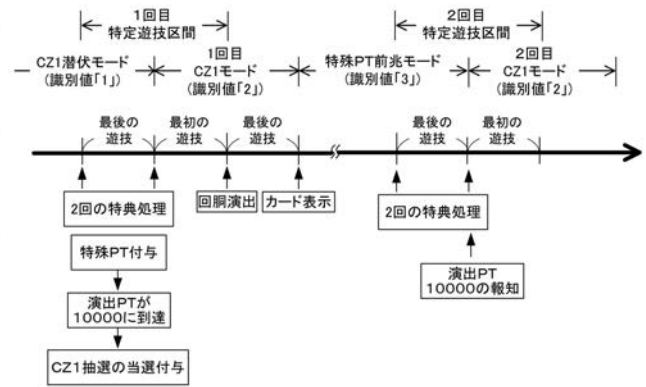 1回目
特定遊技区間
2回目
特定遊技区間
CZ1潜伏モード
(識別値「1」)
1回目
CZ1モード
(識別値「2」)
特殊PT前兆モード
(識別値「3」)
2回目
CZ1モード
(識別値「2」)
最後の
遊技
最初の
遊技
最後の
遊技
最後の
遊技
最初の
遊技
2回の特典処理
回胴演出
カード表示
2回の特典処理
特殊PT付与
演出PTが
10000に到達
CZ1抽選の当選付与
演出PT
10000の報知